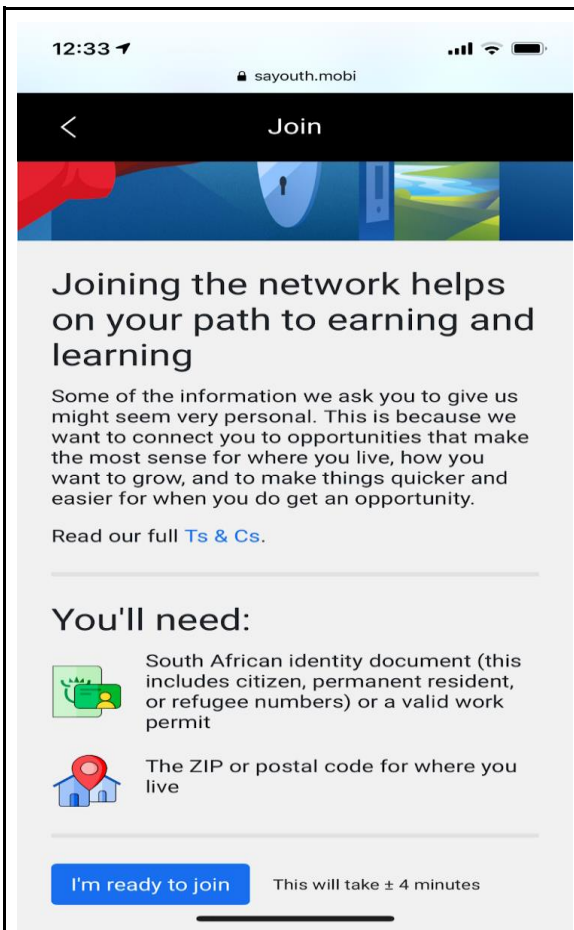 12:33
sayouth.mobi
Join
Joining the network helps
on your path to earning and
learning
Some of the information we ask you to give us
might seem very personal. This is because we
want to connect you to opportunities that make
the most sense for where you live, how you
want to grow, and to make things quicker and
easier for when you do get an opportunity.
Read our full Ts & Cs.
You'll need:
South African identity document (this
includes citizen, permanent resident,
or refugee numbers) or a valid work
permit
The ZIP or postal code for where you
live
I'm ready to join This will take ± 4 minutes